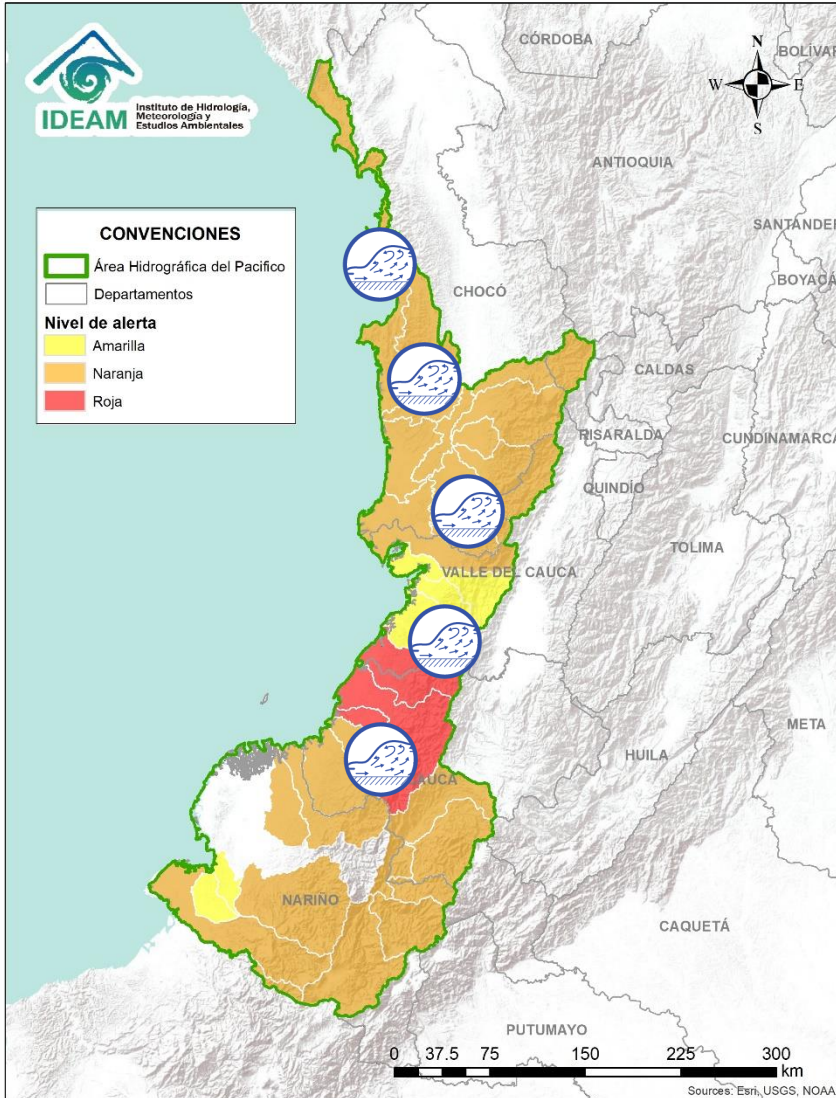 IDEAM
Instituto de Hidrología,
Meteorología y
Estudios Ambientales
CÓRDOBA
N
BOLÍVAR
W
E
S
ANTIOQUIA
SANTANDER
CONVENCIONES
Área Hidrográfica del Pacifico
Departamentos
Nivel de alerta
Amarilla
Naranja
Roja
BOYACÁ
CHOCÓ
CALDAS
RISARALDA
CUNDINAMARCA
QUINDÍO
TOLIMA
VALLE DEL CAUCA
META
HUILA
AUCA
NARIÑO
CAQUETÁ
PUTUMAYO
0 37.5 75 150 225 300
km
Sources: Esri, USGS, NOAA